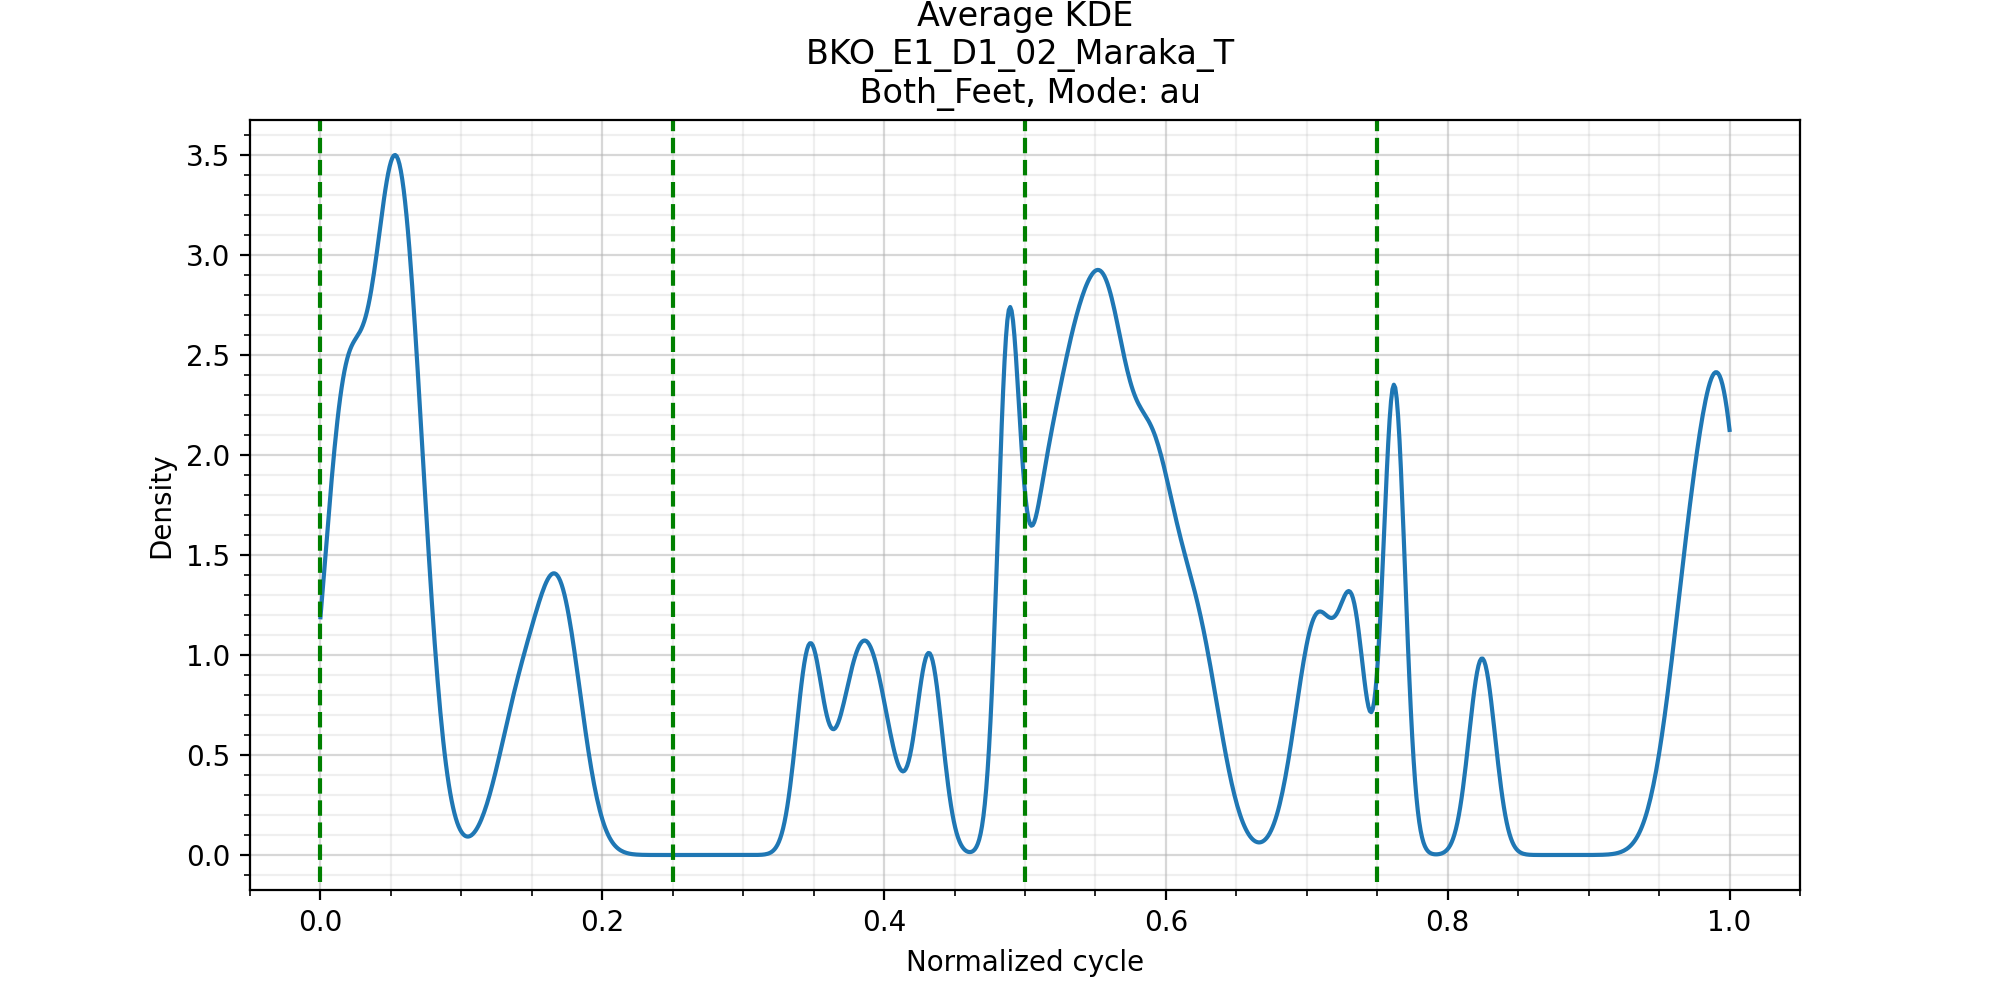 Average KDE
BKO_E1_D1_02_Maraka_T
Both_Feet, Mode: au
3.5
3.0
2.5
2.0
1.5
1.0
0.5
0.0
Density
0.0 0.2 0.4 0.6 0.8 1.0
Normalized cycle